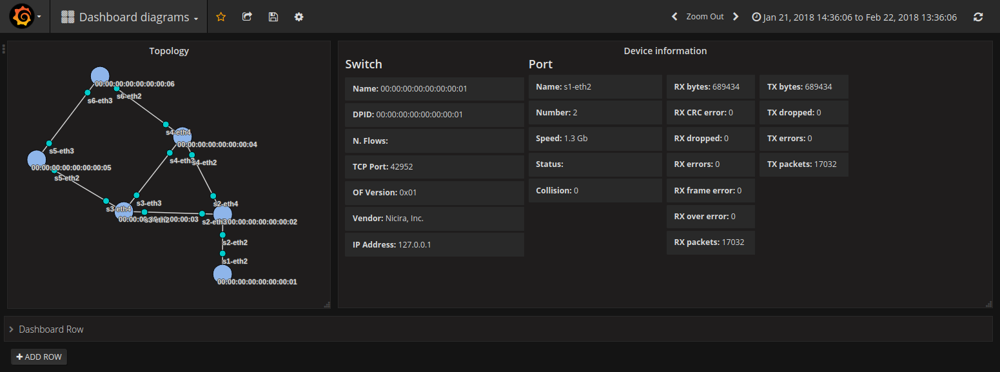 Dashboard diagrams
Zoom Out
Jan 21, 2018 14:36:06 to Feb 22, 2018 13:36:06
Topology
00:00:00:00:00:00:00:06
s6-eth3
s6-eth2
s4-eth4
00:00:00:00:00:00:00:04
s4-eth3
s4-eth2
s5-eth3
00:00:00:00:00:00:00:05
s5-eth2
s3-eth3
s3-eth4
s2-eth4
00:00:00:00:00:00:00:03
s3-eth2
s2-eth3
00:00:00:00:00:00:00:02
s2-eth2
s1-eth2
00:00:00:00:00:00:00:01
Device information
Switch
Name: 00:00:00:00:00:00:00:01
DPID: 00:00:00:00:00:00:00:01
N. Flows:
TCP Port: 42952
OF Version: 0x01
Vendor: Nicira, Inc.
IP Address: 127.0.0.1
Port
Name: s1-eth2
Number: 2
Speed: 1.3 Gb
Status:
Collision: 0
RX bytes: 689434
RX CRC error: 0
RX dropped: 0
RX errors: 0
RX frame error: 0
RX over error: 0
RX packets: 17032
TX bytes: 689434
TX dropped: 0
TX errors: 0
TX packets: 17032
Dashboard Row
ADD ROW